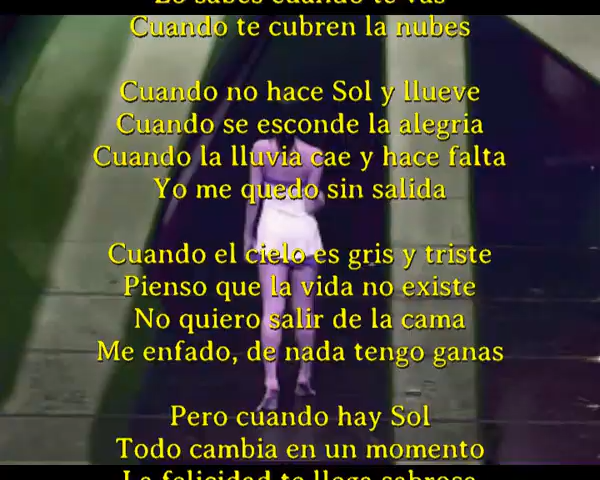 Lo sabes cuando te vas
Cuando te cubren la nubes
Cuando no hace Sol y llueve
Cuando se esconde la alegria
Cuando la lluvia cae y hace falta
Yo me quedo sin salida
Cuando el cielo es gris y triste
Pienso que la vida no existe
No quiero salir de la cama
Me enfado, de nada tengo ganas
Pero cuando hay Sol
Todo cambia en un momento
La felicidad te llega sabrosa